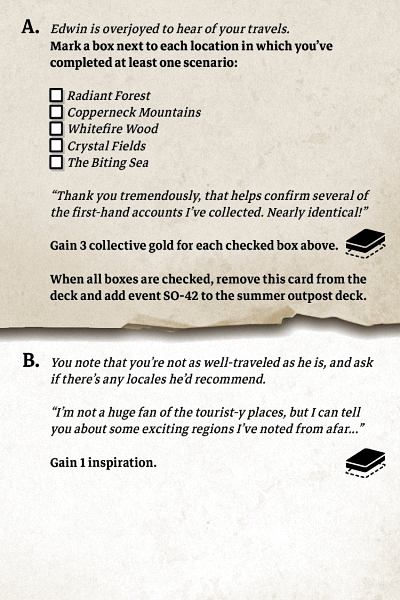 A. Edwin is overjoyed to hear of your travels.
Mark a box next to each location in which you’ve
completed at least one scenario:
Radiant Forest
Copperneck Mountains
Whitefire Wood
Crystal Fields
The Biting Sea
“Thank you tremendously, that helps confirm several of
the first-hand accounts I’ve collected. Nearly identical!”
Gain 3 collective gold for each checked box above.
When all boxes are checked, remove this card from the
deck and add event SO-42 to the summer outpost deck.
B. You note that you’re not as well-traveled as he is, and ask
if there’s any locales he’d recommend.
“I’m not a huge fan of the tourist-y places, but I can tell
you about some exciting regions I’ve noted from afar...”
Gain 1 inspiration.